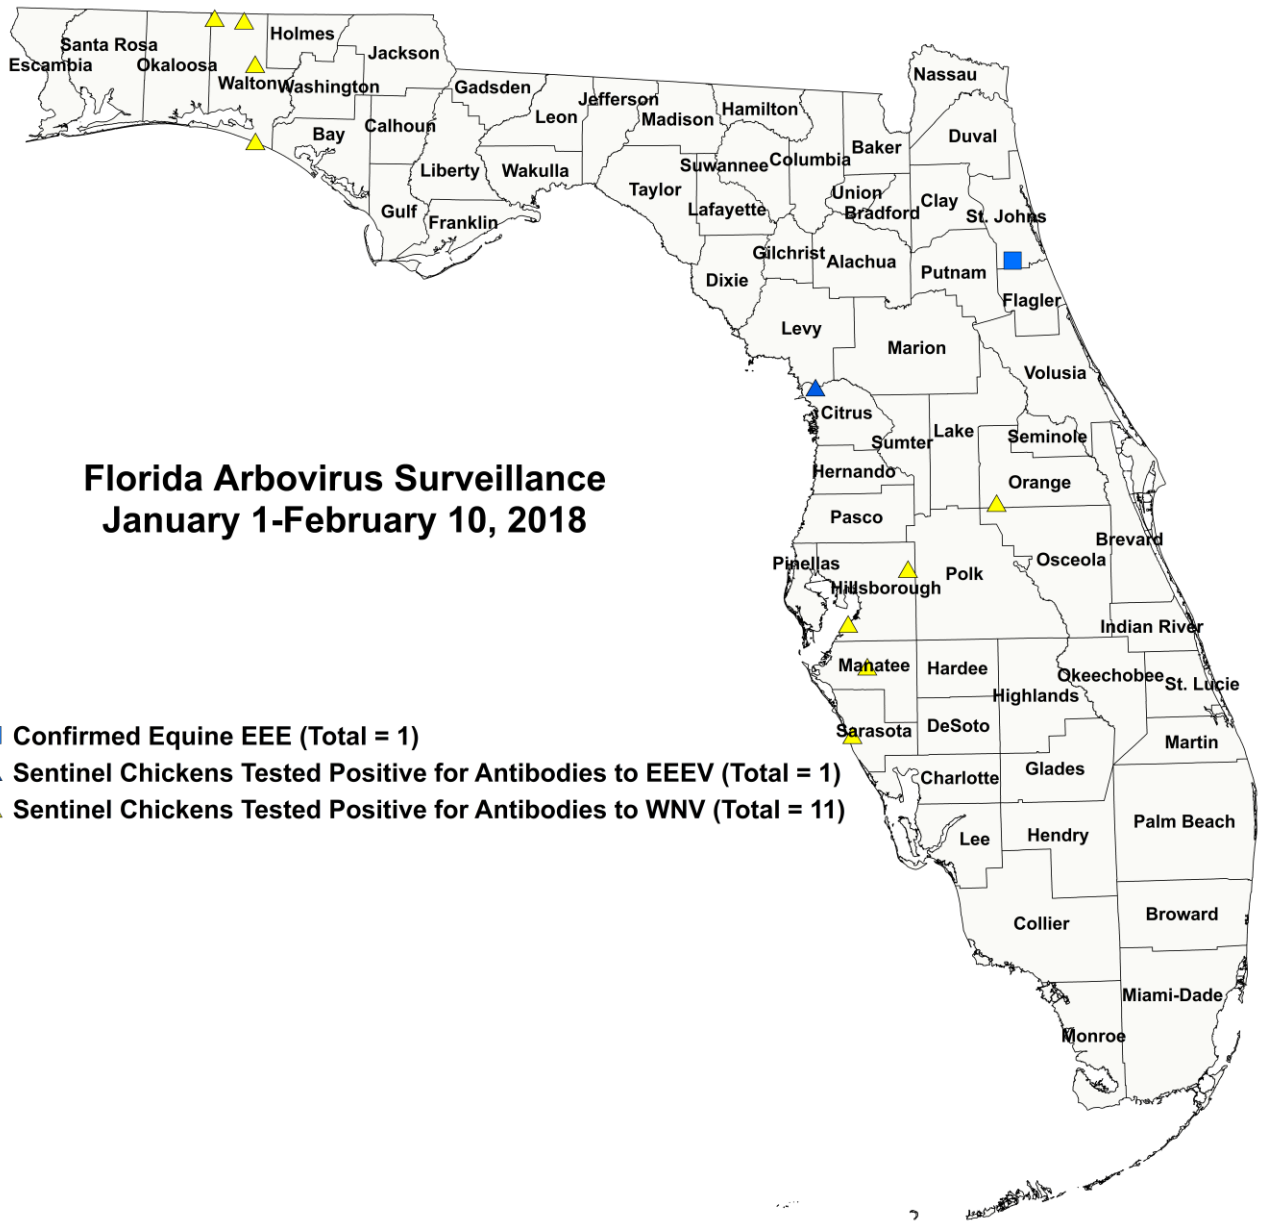 Holmes
Jackson
Santa Rosa
Escambia
Okaloosa
Walton
Washington
Nassau
Gadsden
Jefferson
Hamilton
Leon
Madison
Calhoun
Bay
Duval
Baker
Columbia
Suwannee
Liberty
Wakulla
Taylor
Union
Clay
Bradford
Lafayette
Gulf
Franklin
St. Johns
Gilchrist
Alachua
Putnam
Dixie
Flagler
Levy
Marion
Volusia
Citrus
Lake
Seminole
Sumter
Hernando
Orange
Florida Arbovirus Surveillance
January 1-February 10, 2018
Pasco
Brevard
Osceola
Pinellas
Polk
Hillsborough
Indian River
Manatee
Hardee
Okeechobee
St. Lucie
Highlands
DeSoto
Sarasota
Martin
Glades
Charlotte
Confirmed Equine EEE (Total = 1)
Sentinel Chickens Tested Positive for Antibodies to EEEV (Total = 1)
Sentinel Chickens Tested Positive for Antibodies to WNV (Total = 11)
Palm Beach
Hendry
Lee
Broward
Collier
Miami-Dade
Monroe